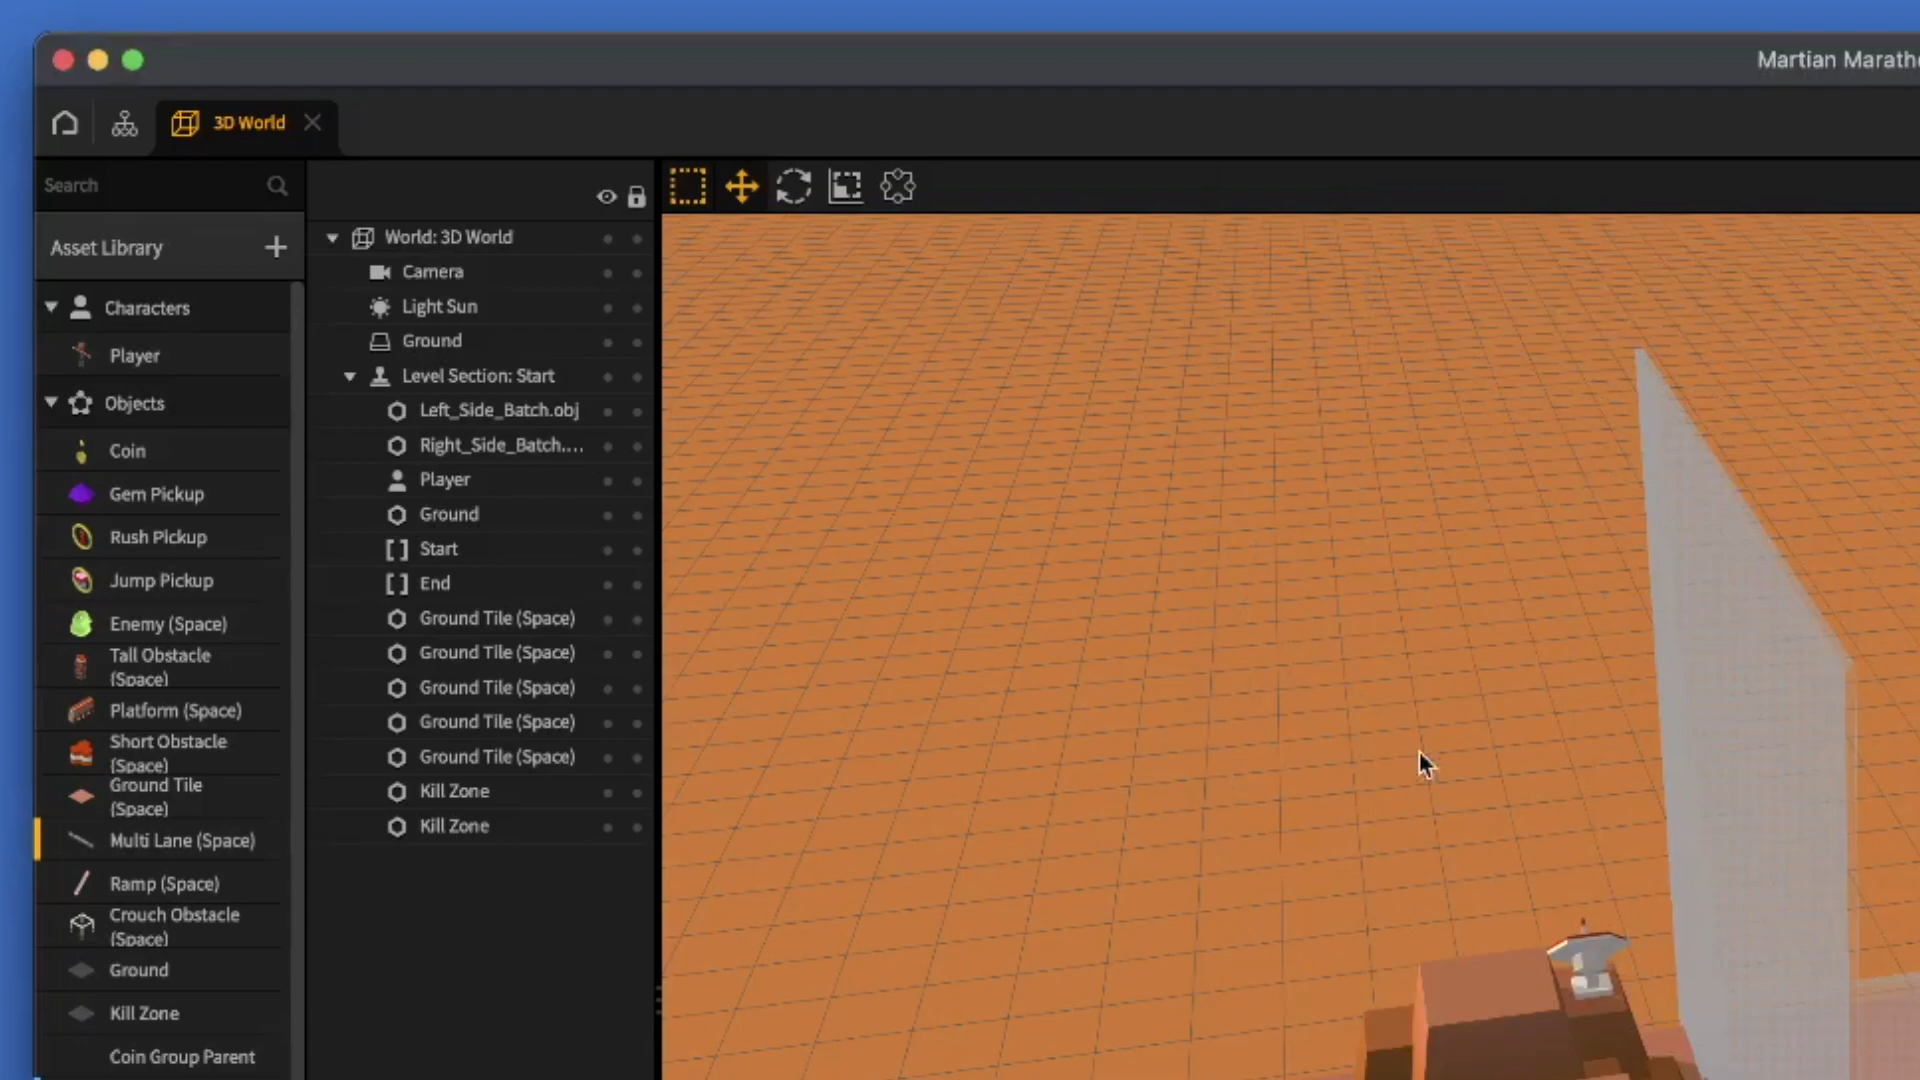 Martian Marath
3D World
Search
Asset Library
Characters
Player
Objects
Coin
Gem Pickup
Rush Pickup
Jump Pickup
Enemy (Space)
Tall Obstacle
(Space)
Platform (Space)
Short Obstacle
(Space)
Ground Tile
(Space)
Multi Lane (Space)
Ramp (Space)
Crouch Obstacle
(Space)
Ground
Kill Zone
Coin Group Parent
World: 3D World
Camera
Light Sun
Ground
Level Section: Start
Left_Side_Batch.obj
Right_Side_Batch....
Player
Ground
Start
End
Ground Tile (Space)
Ground Tile (Space)
Ground Tile (Space)
Ground Tile (Space)
Ground Tile (Space)
Kill Zone
Kill Zone